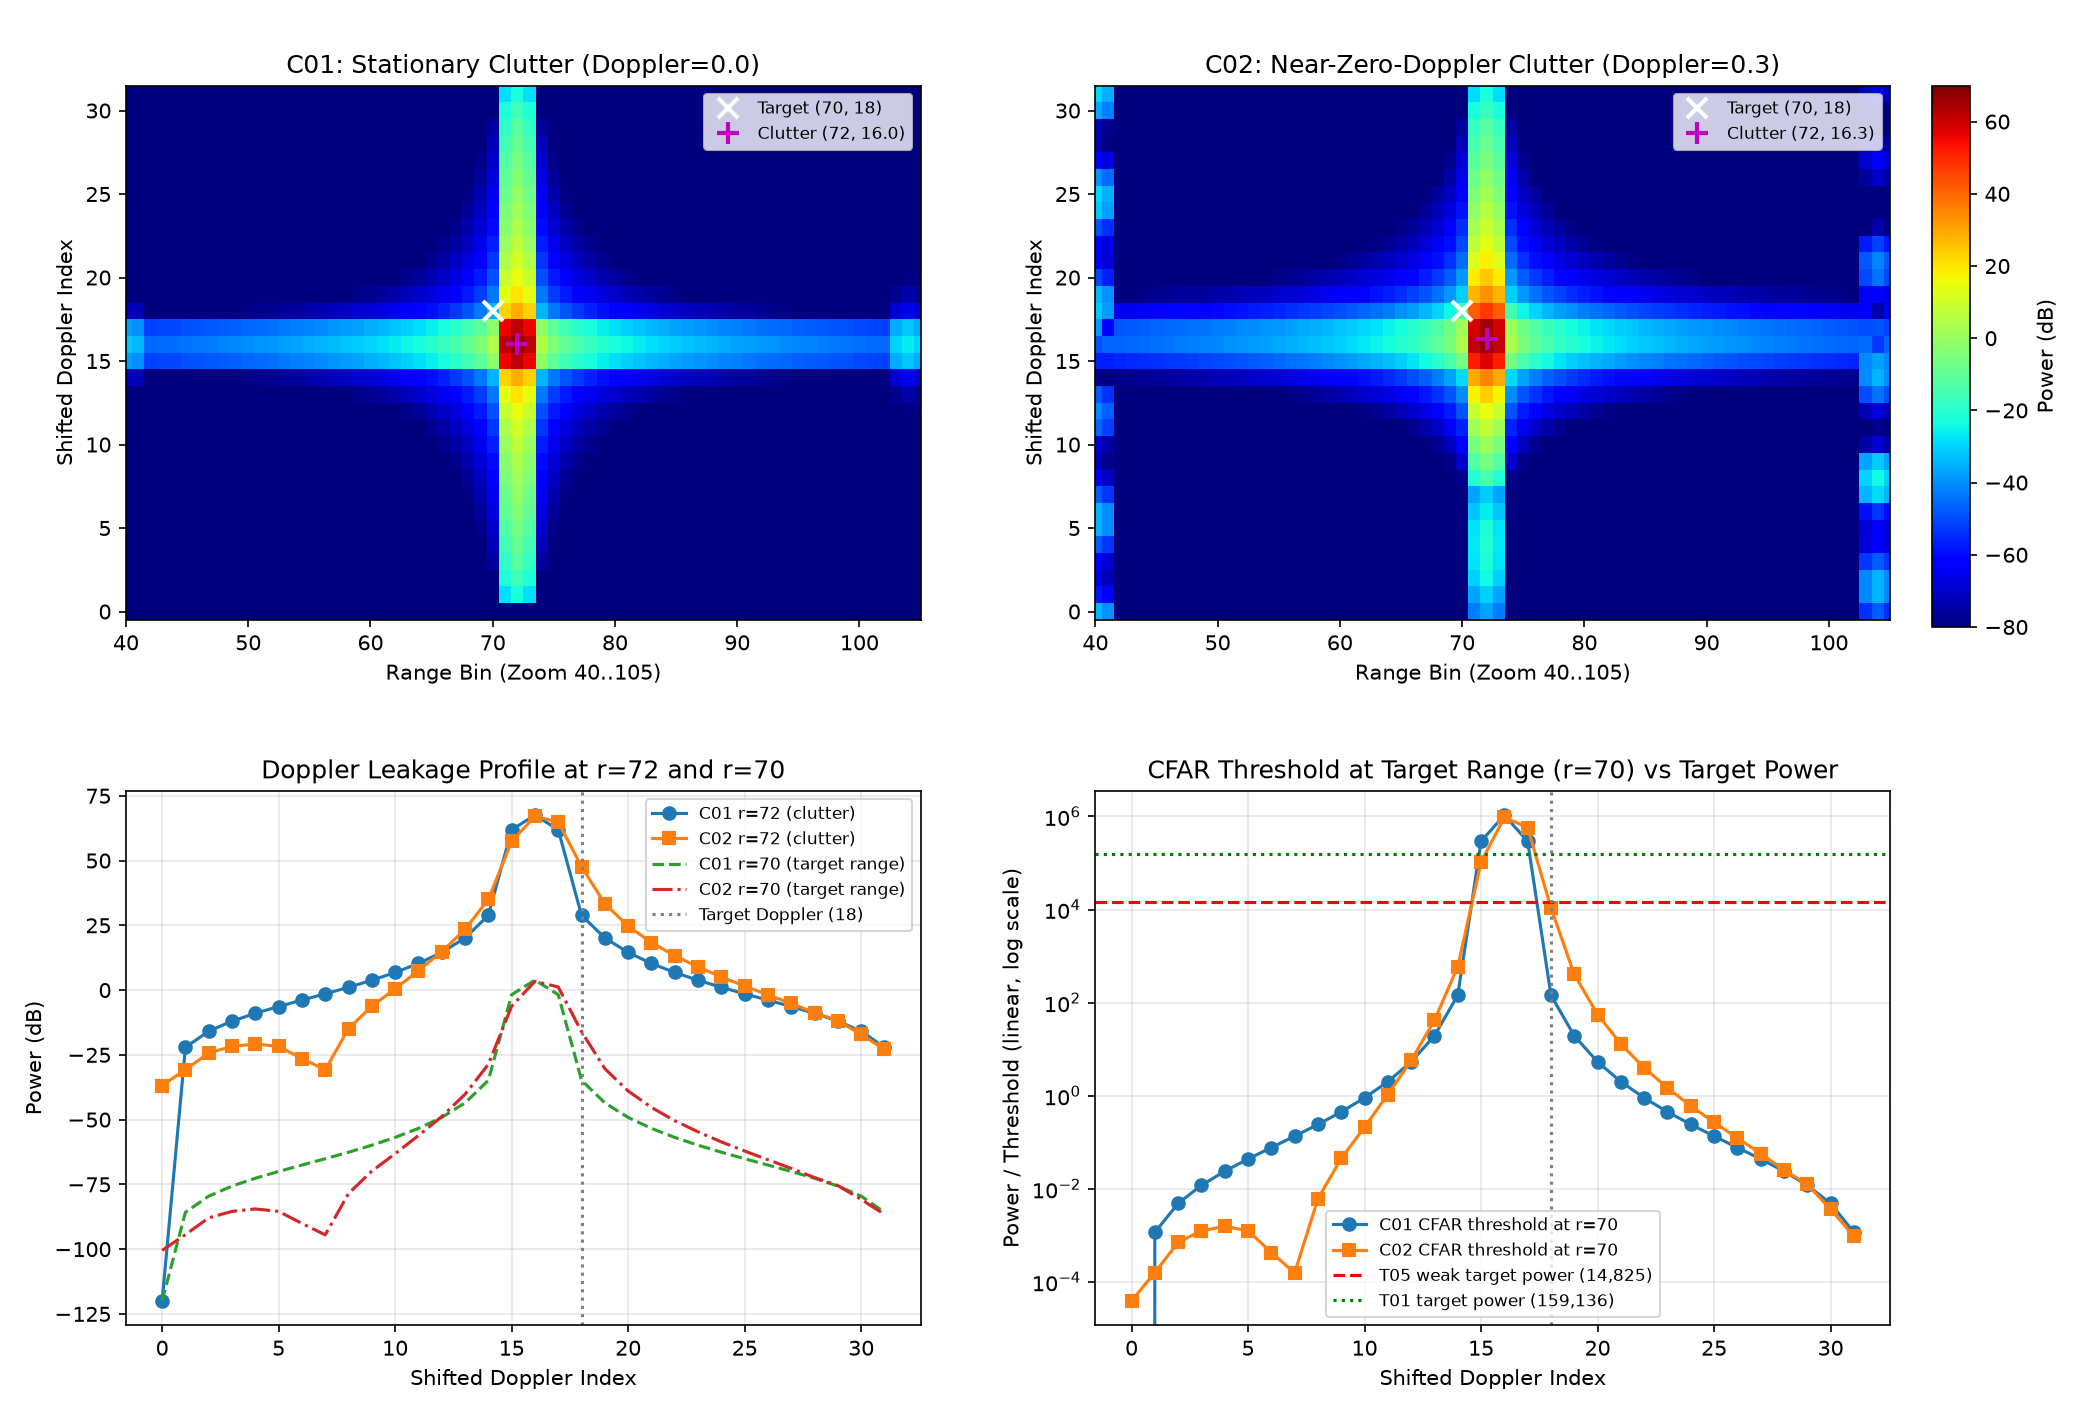 C01: Stationary Clutter (Doppler=0.0)
Target (70, 18)
Clutter (72, 16.0)
Shifted Doppler Index
30
25
20
15
10
5
0
40 50 60 70 80 90 100
Range Bin (Zoom 40..105)
C02: Near-Zero-Doppler Clutter (Doppler=0.3)
Target (70, 18)
Clutter (72, 16.3)
Shifted Doppler Index
30
25
20
15
10
5
0
40 50 60 70 80 90 100
Range Bin (Zoom 40..105)
60
40
20
0
−20
−40
−60
−80
Power (dB)
Doppler Leakage Profile at r=72 and r=70
C01 r=72 (clutter)
C02 r=72 (clutter)
C01 r=70 (target range)
C02 r=70 (target range)
Target Doppler (18)
Power (dB)
75
50
25
0
−25
−50
−75
−100
−125
0 5 10 15 20 25 30
Shifted Doppler Index
CFAR Threshold at Target Range (r=70) vs Target Power
Power / Threshold (linear, log scale)
10⁶
10⁴
10²
10⁰
10⁻²
10⁻⁴
C01 CFAR threshold at r=70
C02 CFAR threshold at r=70
T05 weak target power (14,825)
T01 target power (159,136)
0 5 10 15 20 25 30
Shifted Doppler Index